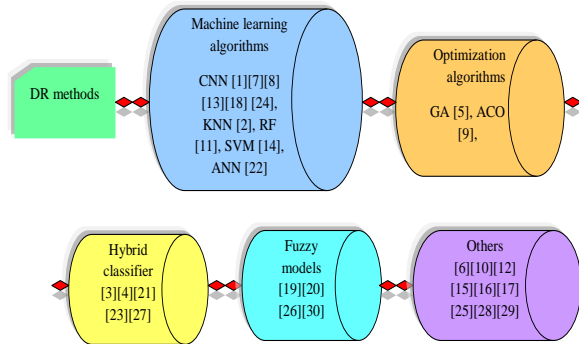 DR methods
Machine learning
algorithms
CNN [1][7][8]
[13][18] [24],
KNN [2], RF
[11], SVM [14],
ANN [22]
Optimization
algorithms
GA [5], ACO
[9],
Hybrid
classifier
[3][4][21]
[23][27]
Fuzzy
models
[19][20]
[26][30]
Others
[6][10][12]
[15][16][17]
[25][28][29]